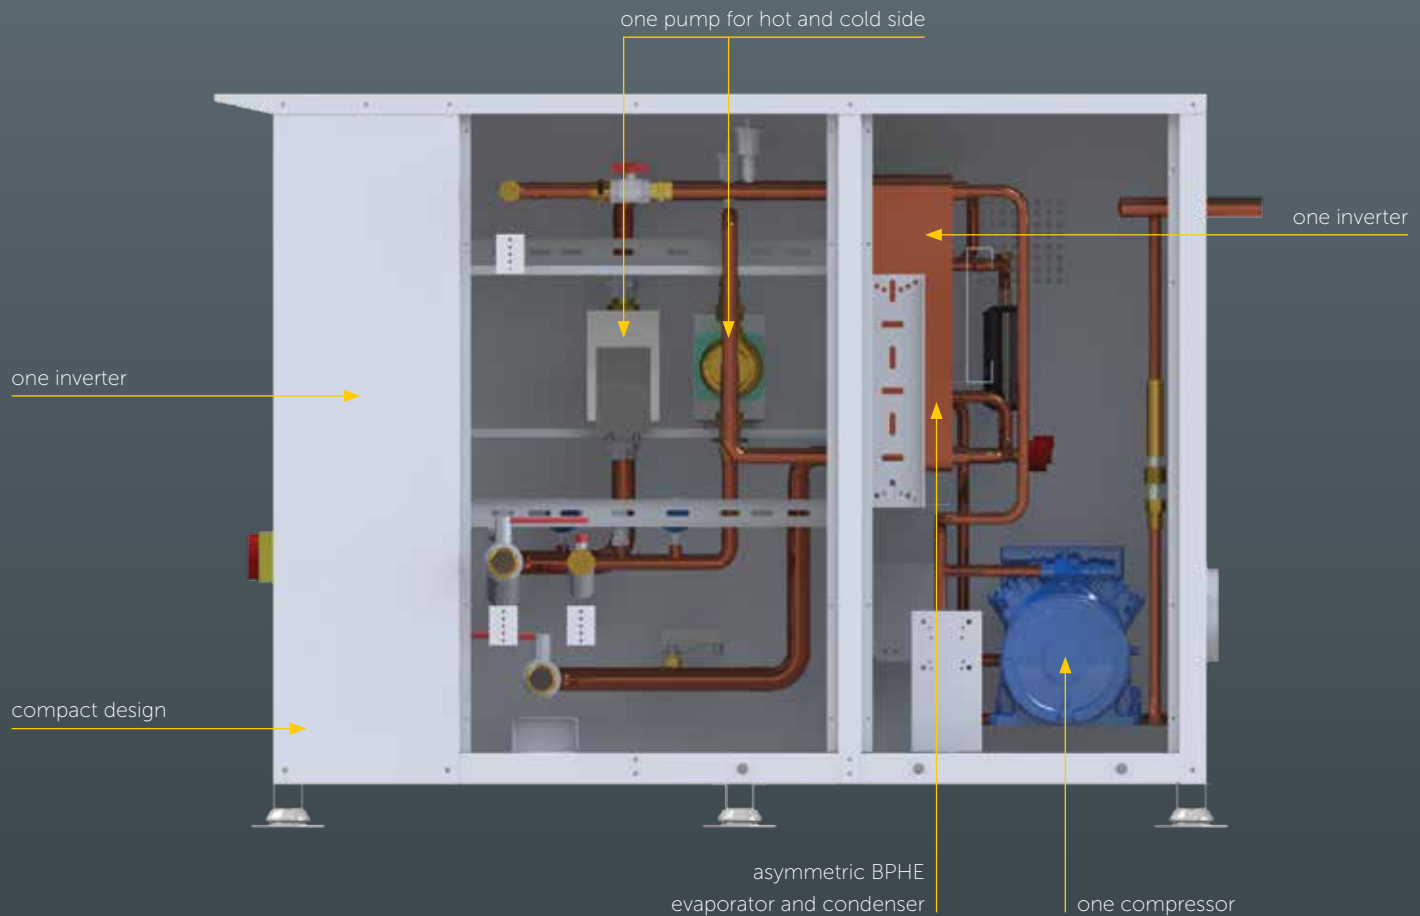 one pump for hot and cold side
one inverter
one inverter
compact design
asymmetric BPHE
evaporator and condenser
one compressor